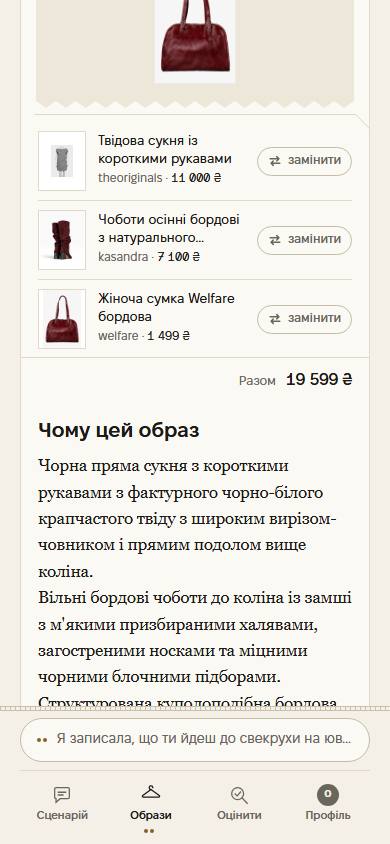 Твідова сукня із
короткими рукавами
theoriginals · 11 000 ₴
замінити
Чоботи осінні бордові
з натурального...
kasandra · 7 100 ₴
замінити
Жіноча сумка Welfare
бордова
welfare · 1 499 ₴
замінити
Разом 19 599 ₴
Чому цей образ
Чорна пряма сукня з короткими
рукавами з фактурного чорно-білого
крапчастого твіду з широким вирізом-
човником і прямим подолом вище
коліна.
Вільні бордові чоботи до коліна із замші
з м'якими призбираними халявами,
загостреними носками та міцними
чорними блочними підборами.
Структурована куполоподібна бордова
Я записала, що ти йдеш до свекрухи на юв...
Сценарій
Образи
Оцінити
О
Профіль